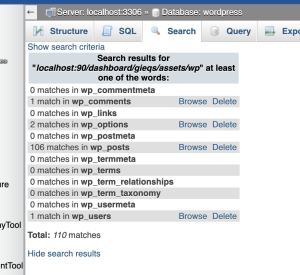 ← Server: localhost:3306 » Database: wordpress
Structure SQL Search Query Expo
Show search criteria
Search results for
"localhost:90/dashboard/gieqs/assets/wp" at least
one of the words:
0 matches in wp_commentmeta
1 match in wp_comments Browse Delete
0 matches in wp_links
2 matches in wp_options Browse Delete
0 matches in wp_postmeta
106 matches in wp_posts Browse Delete
0 matches in wp_termmeta
0 matches in wp_terms
0 matches in wp_term_relationships
0 matches in wp_term_taxonomy
0 matches in wp_usermeta
1 match in wp_users Browse Delete
Total: 110 matches
Hide search results
ure
yTool
ntTool